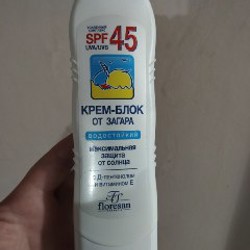 SPF 45
UVA/UVB
КРЕМ-БЛОК
ОТ ЗАГАРА
ВОДОСТОЙКИЙ
МАКСИМАЛЬНАЯ
ЗАЩИТА
ОТ СОЛНЦА
Д-пантенолом
витамином Е
floresan